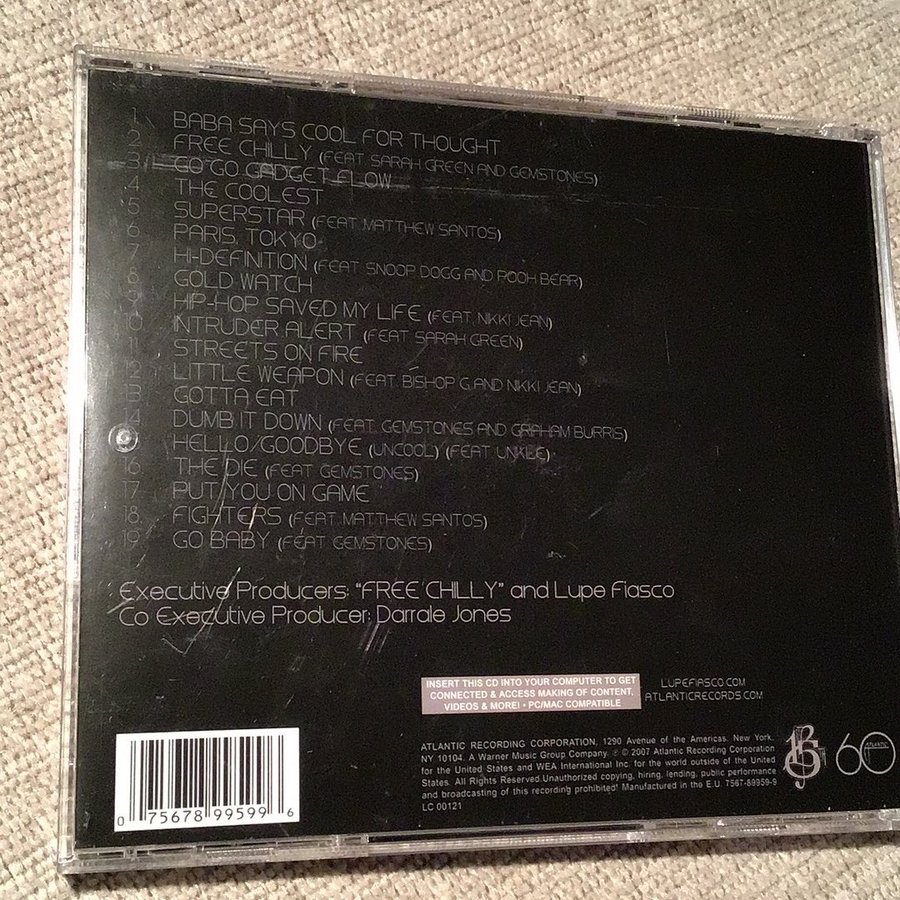 1. BABA SAYS COOL FOR THOUGHT
2. FREE CHILLY (FEAT. SARAH GREEN AND GEMSTONES)
3. GO GO GADGET FLOW
4. THE COOLEST
5. SUPERSTAR (FEAT. MATTHEW SANTOS)
6. PARIS, TOKYO
7. HI-DEFINITION (FEAT. SNOOP DOGG AND POOH BEAR)
8. GOLD WATCH
9. HIP-HOP SAVED MY LIFE (FEAT. NIKKI JEAN)
10. INTRUDER ALERT (FEAT. SARAH GREEN)
11. STREETS ON FIRE
12. LITTLE WEAPON (FEAT. BISHOP G AND NIKKI JEAN)
13. GOTTA EAT
14. DUMB IT DOWN (FEAT. GEMSTONES AND GRAHAM BURRIS)
15. HELLO/GOODBYE (UNCOOL) (FEAT. UNKLE)
16. THE DIE (FEAT. GEMSTONES)
17. PUT YOU ON GAME
18. FIGHTERS (FEAT. MATTHEW SANTOS)
19. GO BABY (FEAT. GEMSTONES)
Executive Producers: "FREE CHILLY" and Lupe Fiasco
Co Executive Producer: Darrale Jones
INSERT THIS CD INTO YOUR COMPUTER TO GET
CONNECTED & ACCESS MAKING OF CONTENT,
VIDEOS & MORE! • PC/MAC COMPATIBLE
LUPEFIASCO.COM
ATLANTICRECORDS.COM
ATLANTIC RECORDING CORPORATION, 1290 Avenue of the Americas, New York,
NY 10104. A Warner Music Group Company. ℗ © 2007 Atlantic Recording Corporation
for the United States and WEA International Inc. for the world outside of the United
States. All Rights Reserved.Unauthorized copying, hiring, lending, public performance
and broadcasting of this recording prohibited. Manufactured in the E.U. 7567-89959-9
LC 00121
60
ATLANTIC
0 75678 99599 6